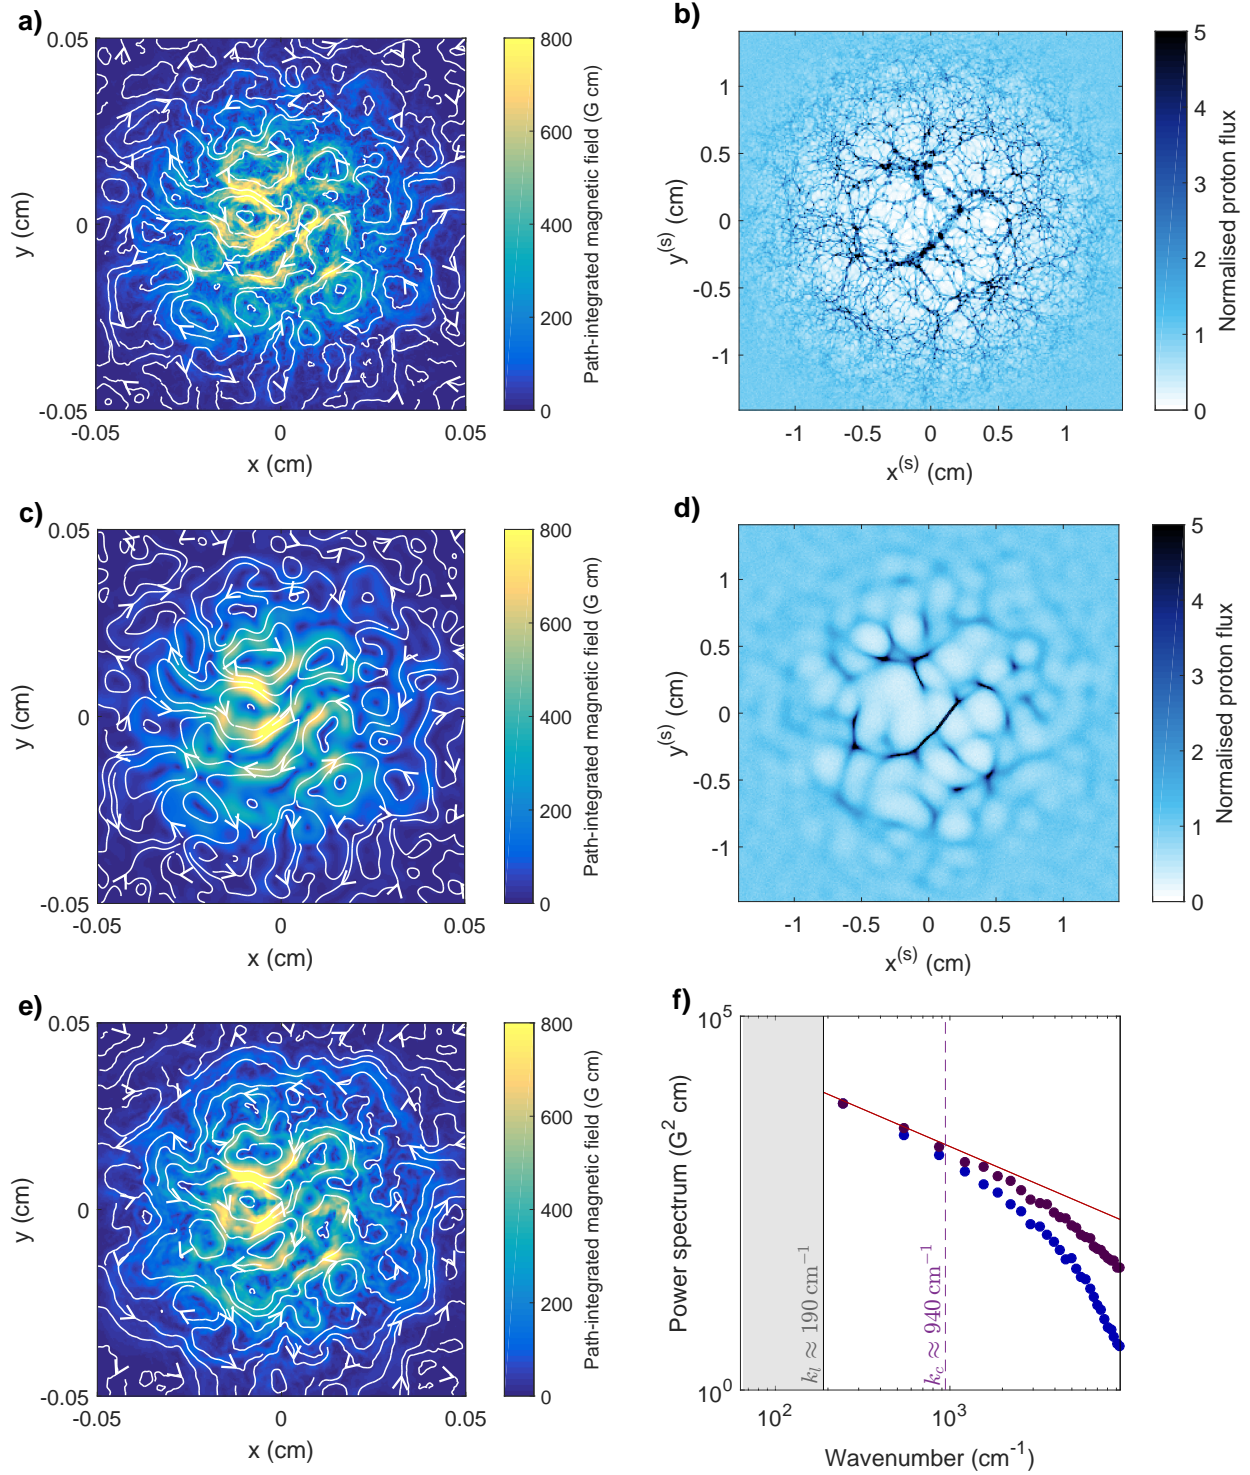 a)
0.05
0
-0.05
y (cm)
-0.05 0 0.05
x (cm)
800
600
400
200
0
Path-integrated magnetic field (G cm)
b)
1
0.5
0
-0.5
-1
y(s) (cm)
-1 -0.5 0 0.5 1
x(s) (cm)
5
4
3
2
1
0
Normalised proton flux
c)
0.05
0
-0.05
y (cm)
-0.05 0 0.05
x (cm)
800
600
400
200
0
Path-integrated magnetic field (G cm)
d)
1
0.5
0
-0.5
-1
y(s) (cm)
-1 -0.5 0 0.5 1
x(s) (cm)
5
4
3
2
1
0
Normalised proton flux
e)
0.05
0
-0.05
y (cm)
-0.05 0 0.05
x (cm)
800
600
400
200
0
Path-integrated magnetic field (G cm)
f)
10^5
10^0
Power spectrum (G^2 cm)
k_l ≈ 190 cm^-1
k_c ≈ 940 cm^-1
10^2 10^3
Wavenumber (cm^-1)